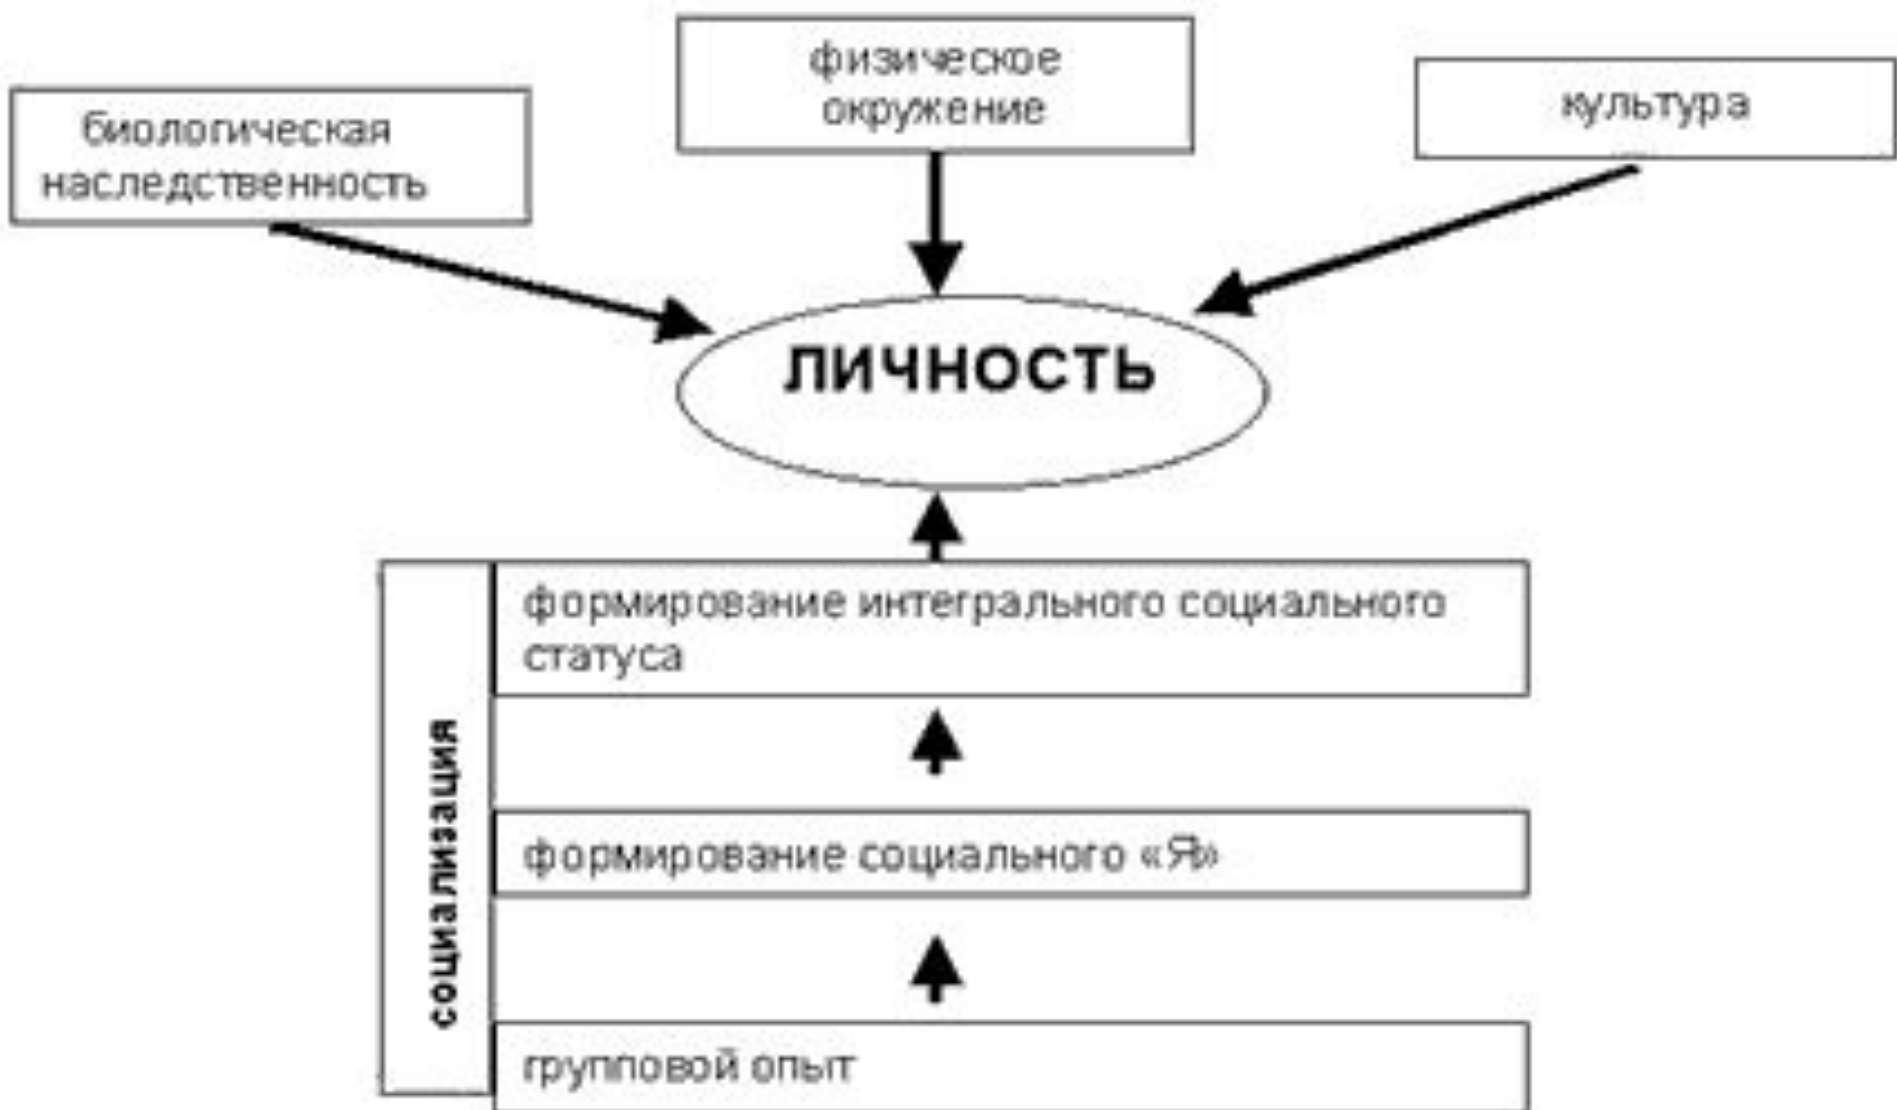 физическое
окружение
культура
биологическая
наследственность
ЛИЧНОСТЬ
социализация
формирование интегрального социального
статуса
формирование социального «Я»
групповой опыт